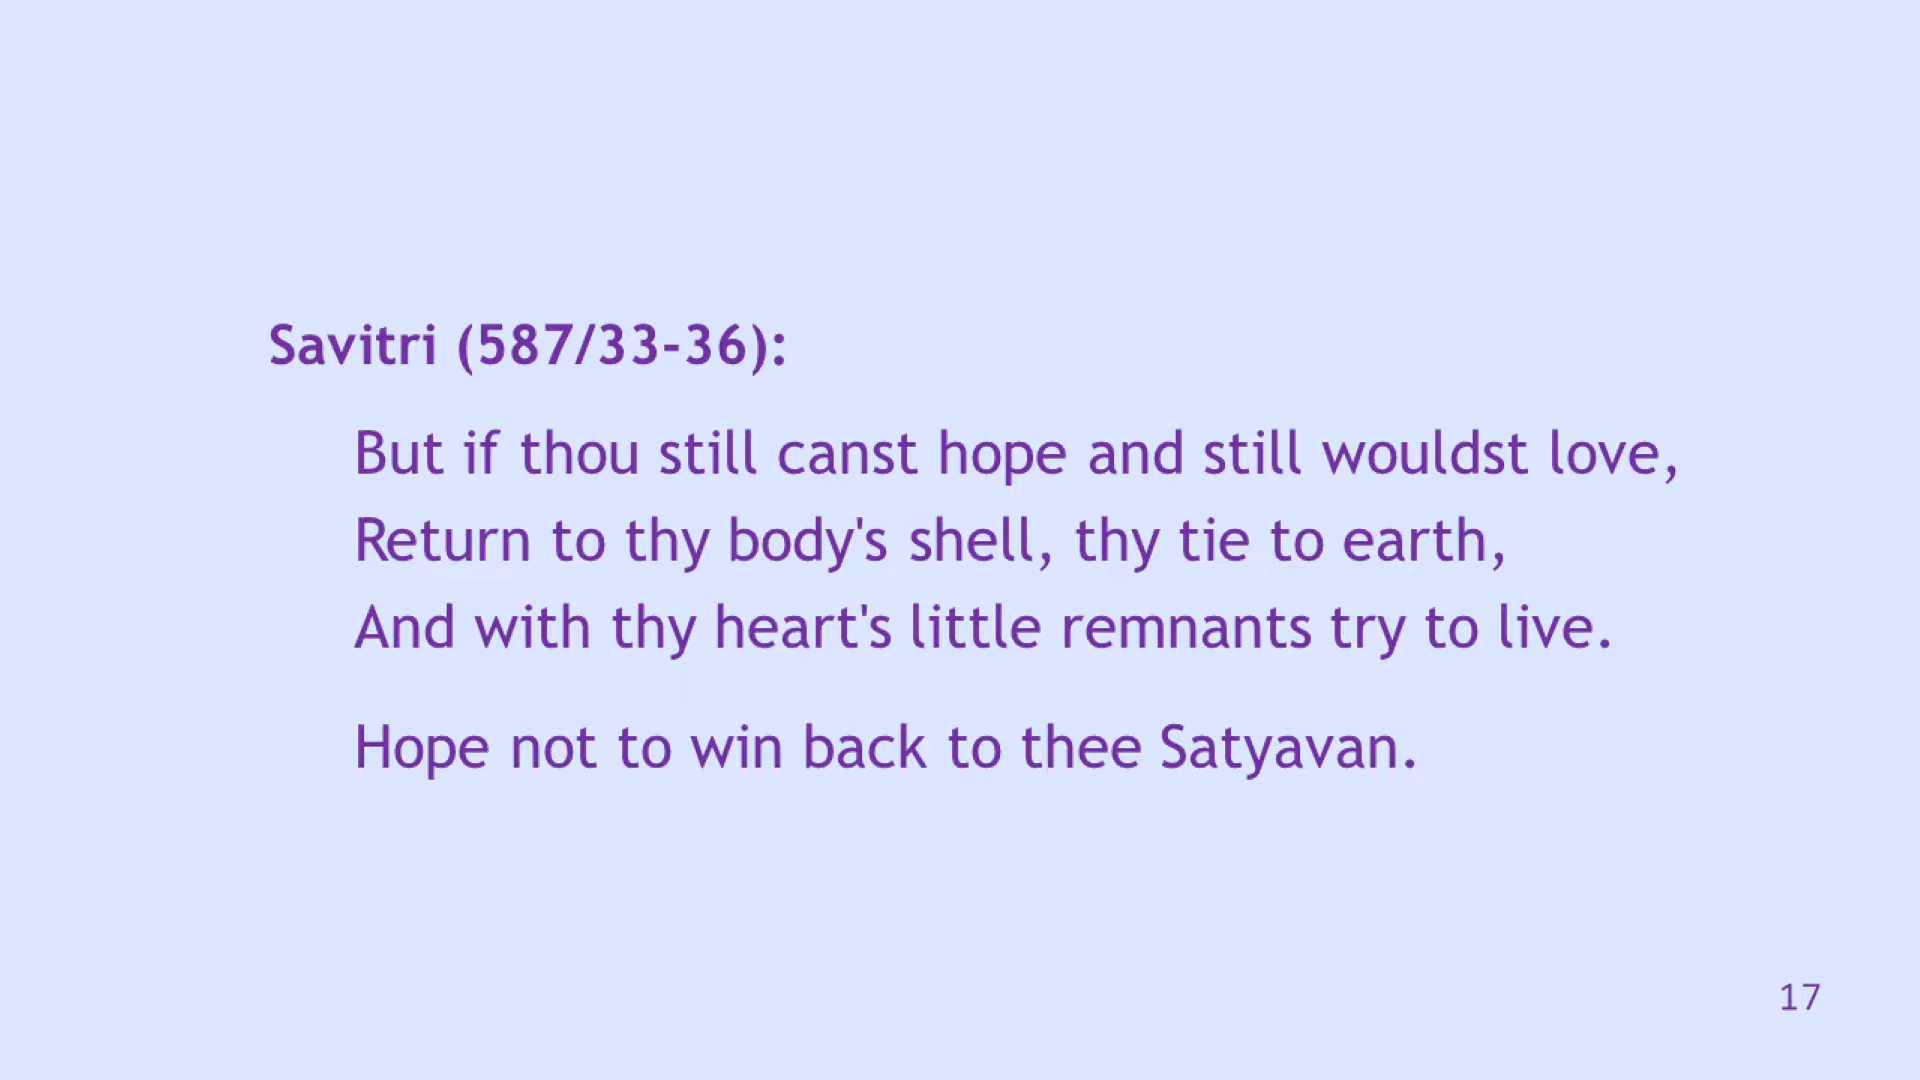 Savitri (587/33-36):
But if thou still canst hope and still wouldst love,
Return to thy body's shell, thy tie to earth,
And with thy heart's little remnants try to live.
Hope not to win back to thee Satyavan.
17